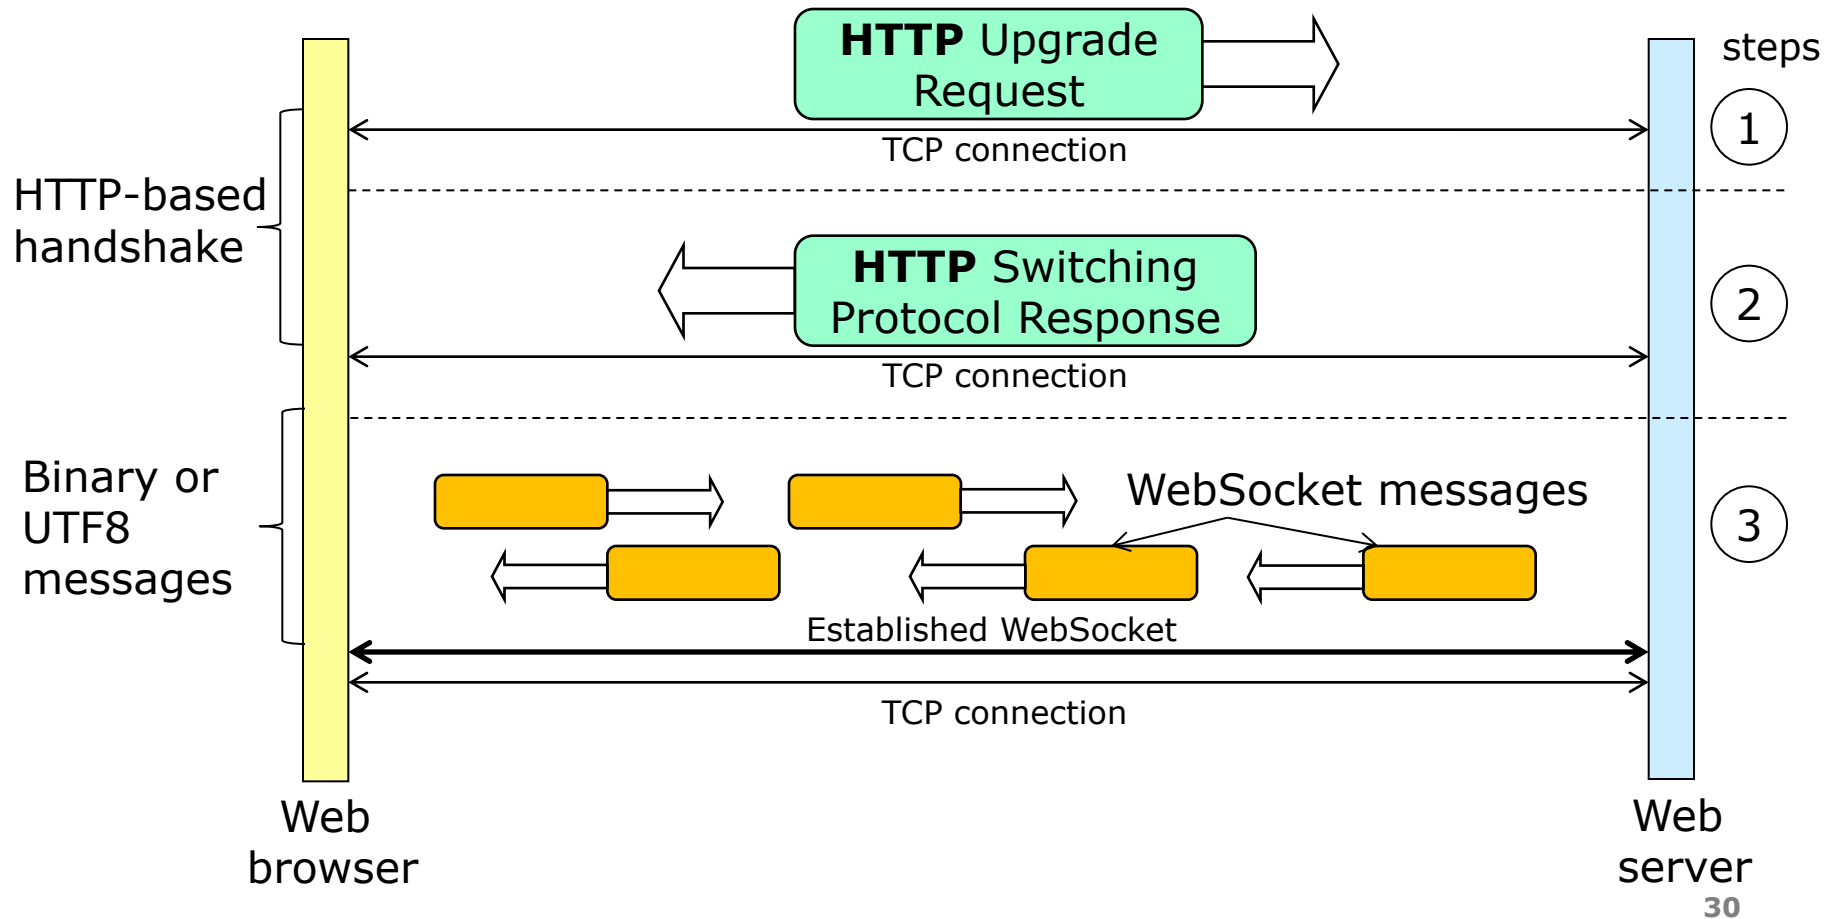 HTTP Upgrade
Request
steps
1
TCP connection
HTTP-based
handshake
HTTP Switching
Protocol Response
2
TCP connection
Binary or
UTF8
messages
WebSocket messages
3
Established WebSocket
TCP connection
Web
browser
Web
server
30